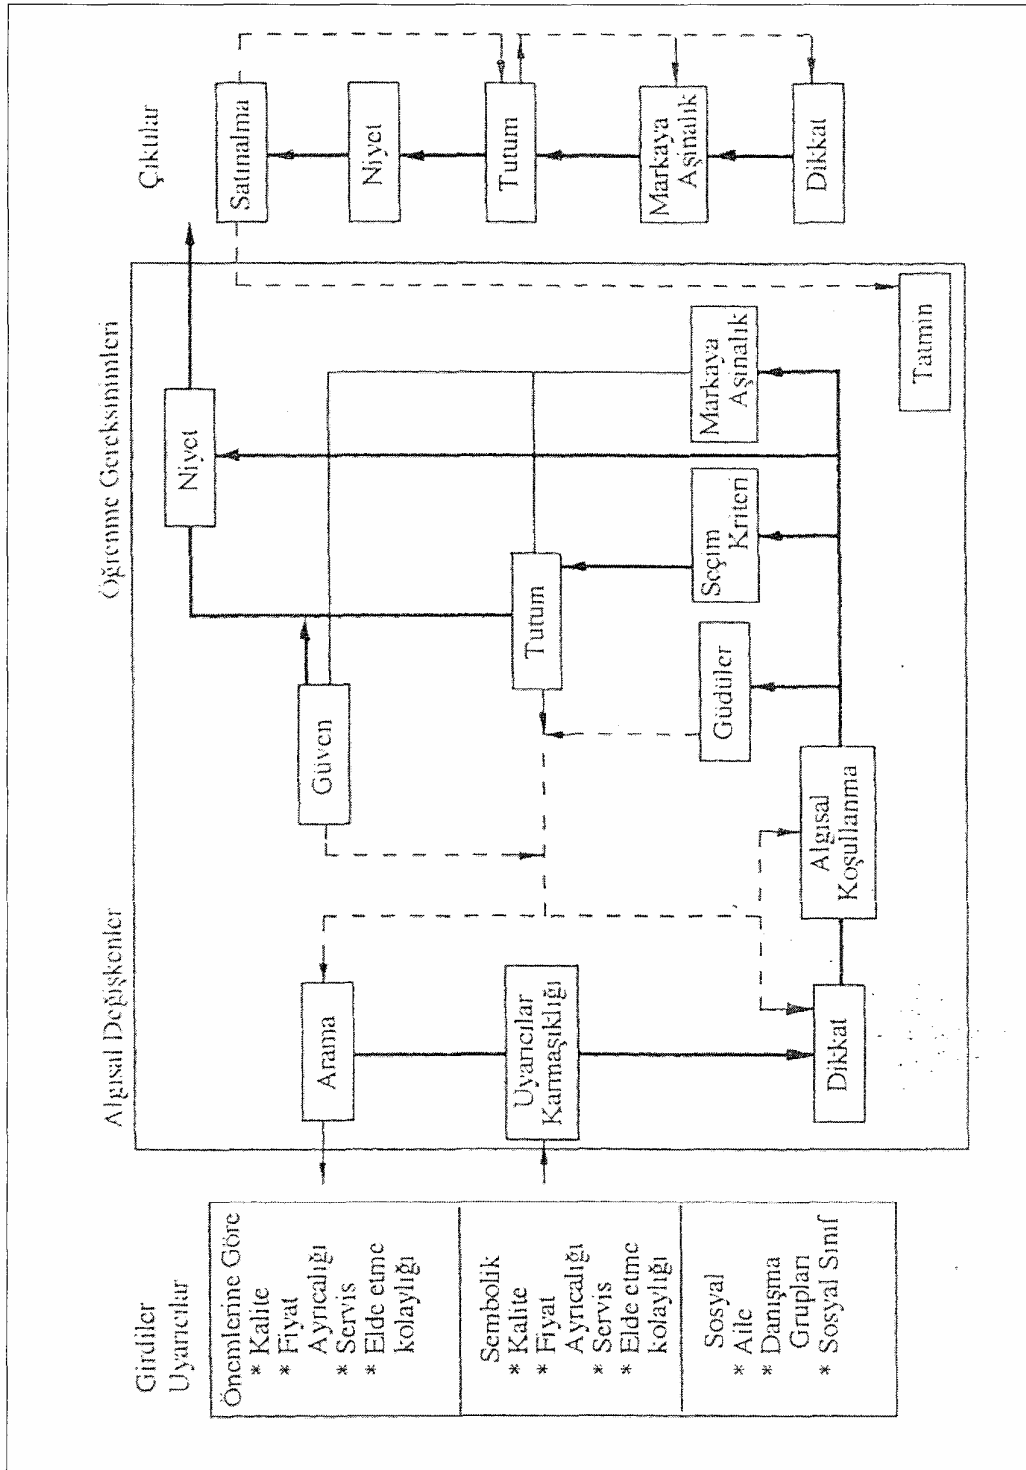 Girdiler
Uyarıcılar
Önemlerine Göre
* Kalite
* Fiyat
Ayrıcalığı
* Servis
* Elde etme
kolaylığı
Sembolik
* Kalite
* Fiyat
Ayrıcalığı
* Servis
* Elde etme
kolaylığı
Sosyal
* Aile
* Danışma
Grupları
* Sosyal Sınıf
Algısal Değişkenler
Arama
Uyarıcılar
Karmaşıklığı
Dikkat
Algısal
Koşullanma
Öğrenme Gereksinimleri
Güven
Niyet
Tutum
Güdüler
Seçim
Kriteri
Markaya
Aşinalık
Tatmin
Çıktılar
Satınalma
Niyet
Tutum
Markaya
Aşinalık
Dikkat